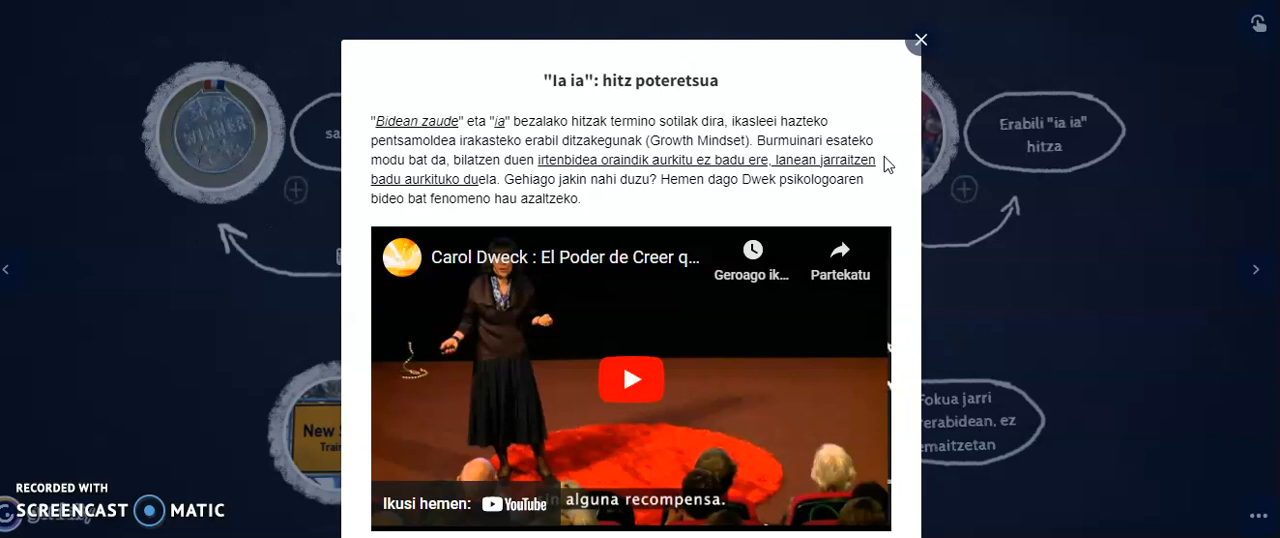 "Ia ia": hitz poteretsua
"Bidean zaude" eta "ia" bezalako hitzak termino sotilak dira, ikasleei hazteko
pentsamoldea irakasteko erabil ditzakegunak (Growth Mindset). Burmuinari esateko
modu bat da, bilatzen duen irtenbidea oraindik aurkitu ez badu ere, lanean jarraitzen
badu aurkituko duela. Gehiago jakin nahi duzu? Hemen dago Dwek psikologoaren
bideo bat fenomeno hau azaltzeko.
Carol Dweck : El Poder de Creer q...
Geroago ik...
Partekatu
alguna recompensa.
Ikusi hemen: YouTube
WINNER
sa
Erabili "ia ia"
hitza
New
Train
Fokua jarri
erabidean, ez
emaitzetan
RECORDED WITH
SCREENCAST MATIC